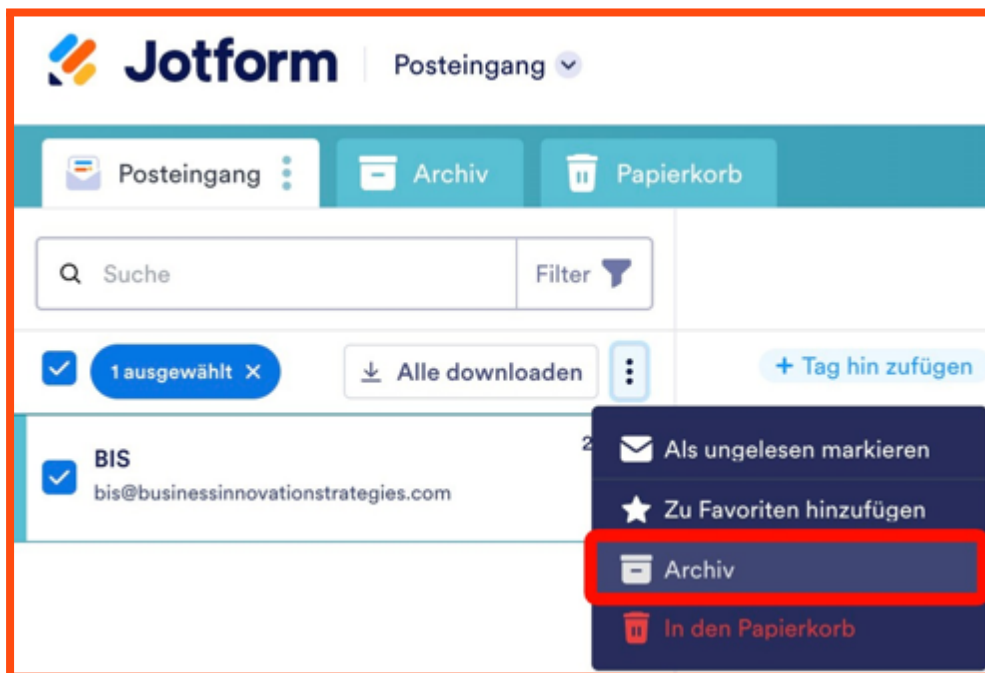 Jotform Posteingang
Posteingang Archiv Papierkorb
Suche Filter
1 ausgewählt × Alle downloaden + Tag hin zufügen
BIS 2
bis@businessinnovationstrategies.com
Als ungelesen markieren
Zu Favoriten hinzufügen
Archiv
In den Papierkorb